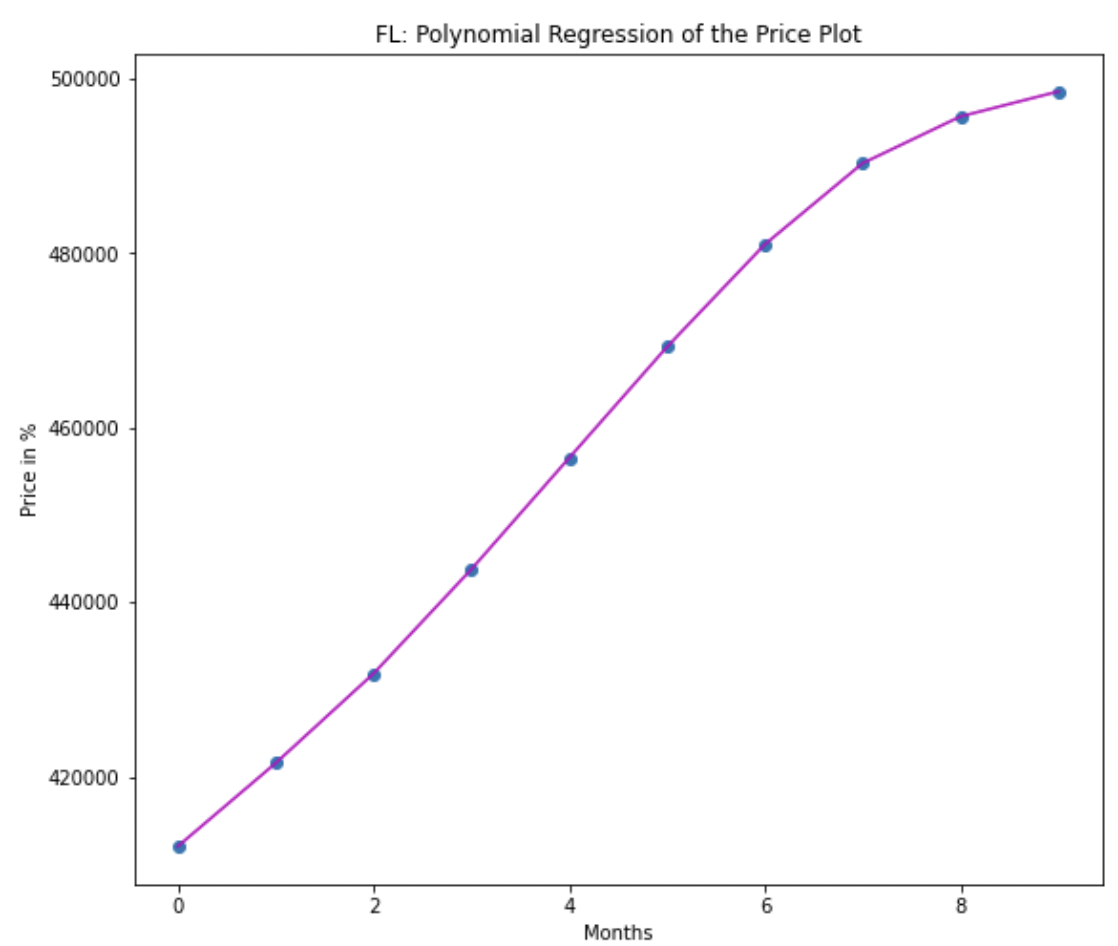 FL: Polynomial Regression of the Price Plot
500000
480000
460000
440000
420000
Price in %
0 2 4 6 8
Months